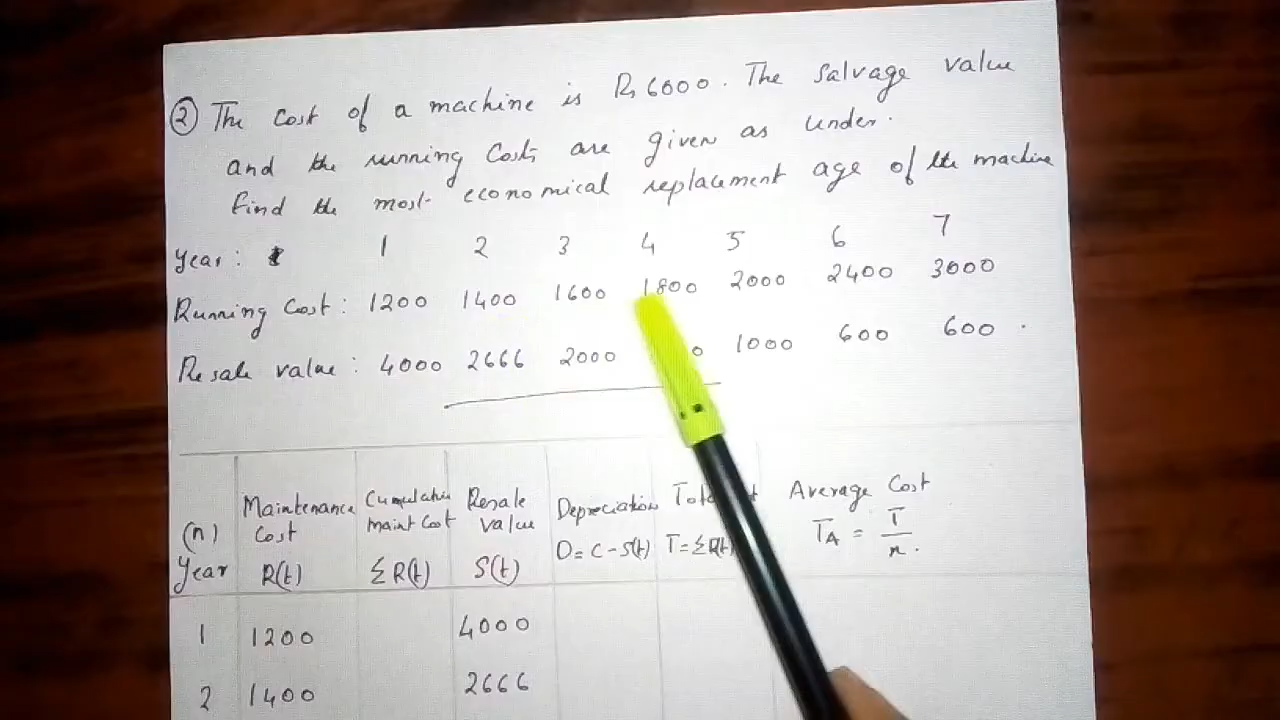 ② The cost of a machine is Rs 6000. The Salvage value
and the running Costs are given as under.
find the most economical replacement age of the machine
Year: 1 2 3 4 5 6 7
Running Cost: 1200 1400 1600 1800 2000 2400 3000
Resale value: 4000 2666 2000 1000 600 600.
(n) Year
Maintenance Cost R(t)
Cumulative maint Cost ΣR(t)
Resale value S(t)
Depreciation D=C-S(t)
T=ΣR(t)
Average Cost TA = T/n.
1 1200 4000
2 1400 2666